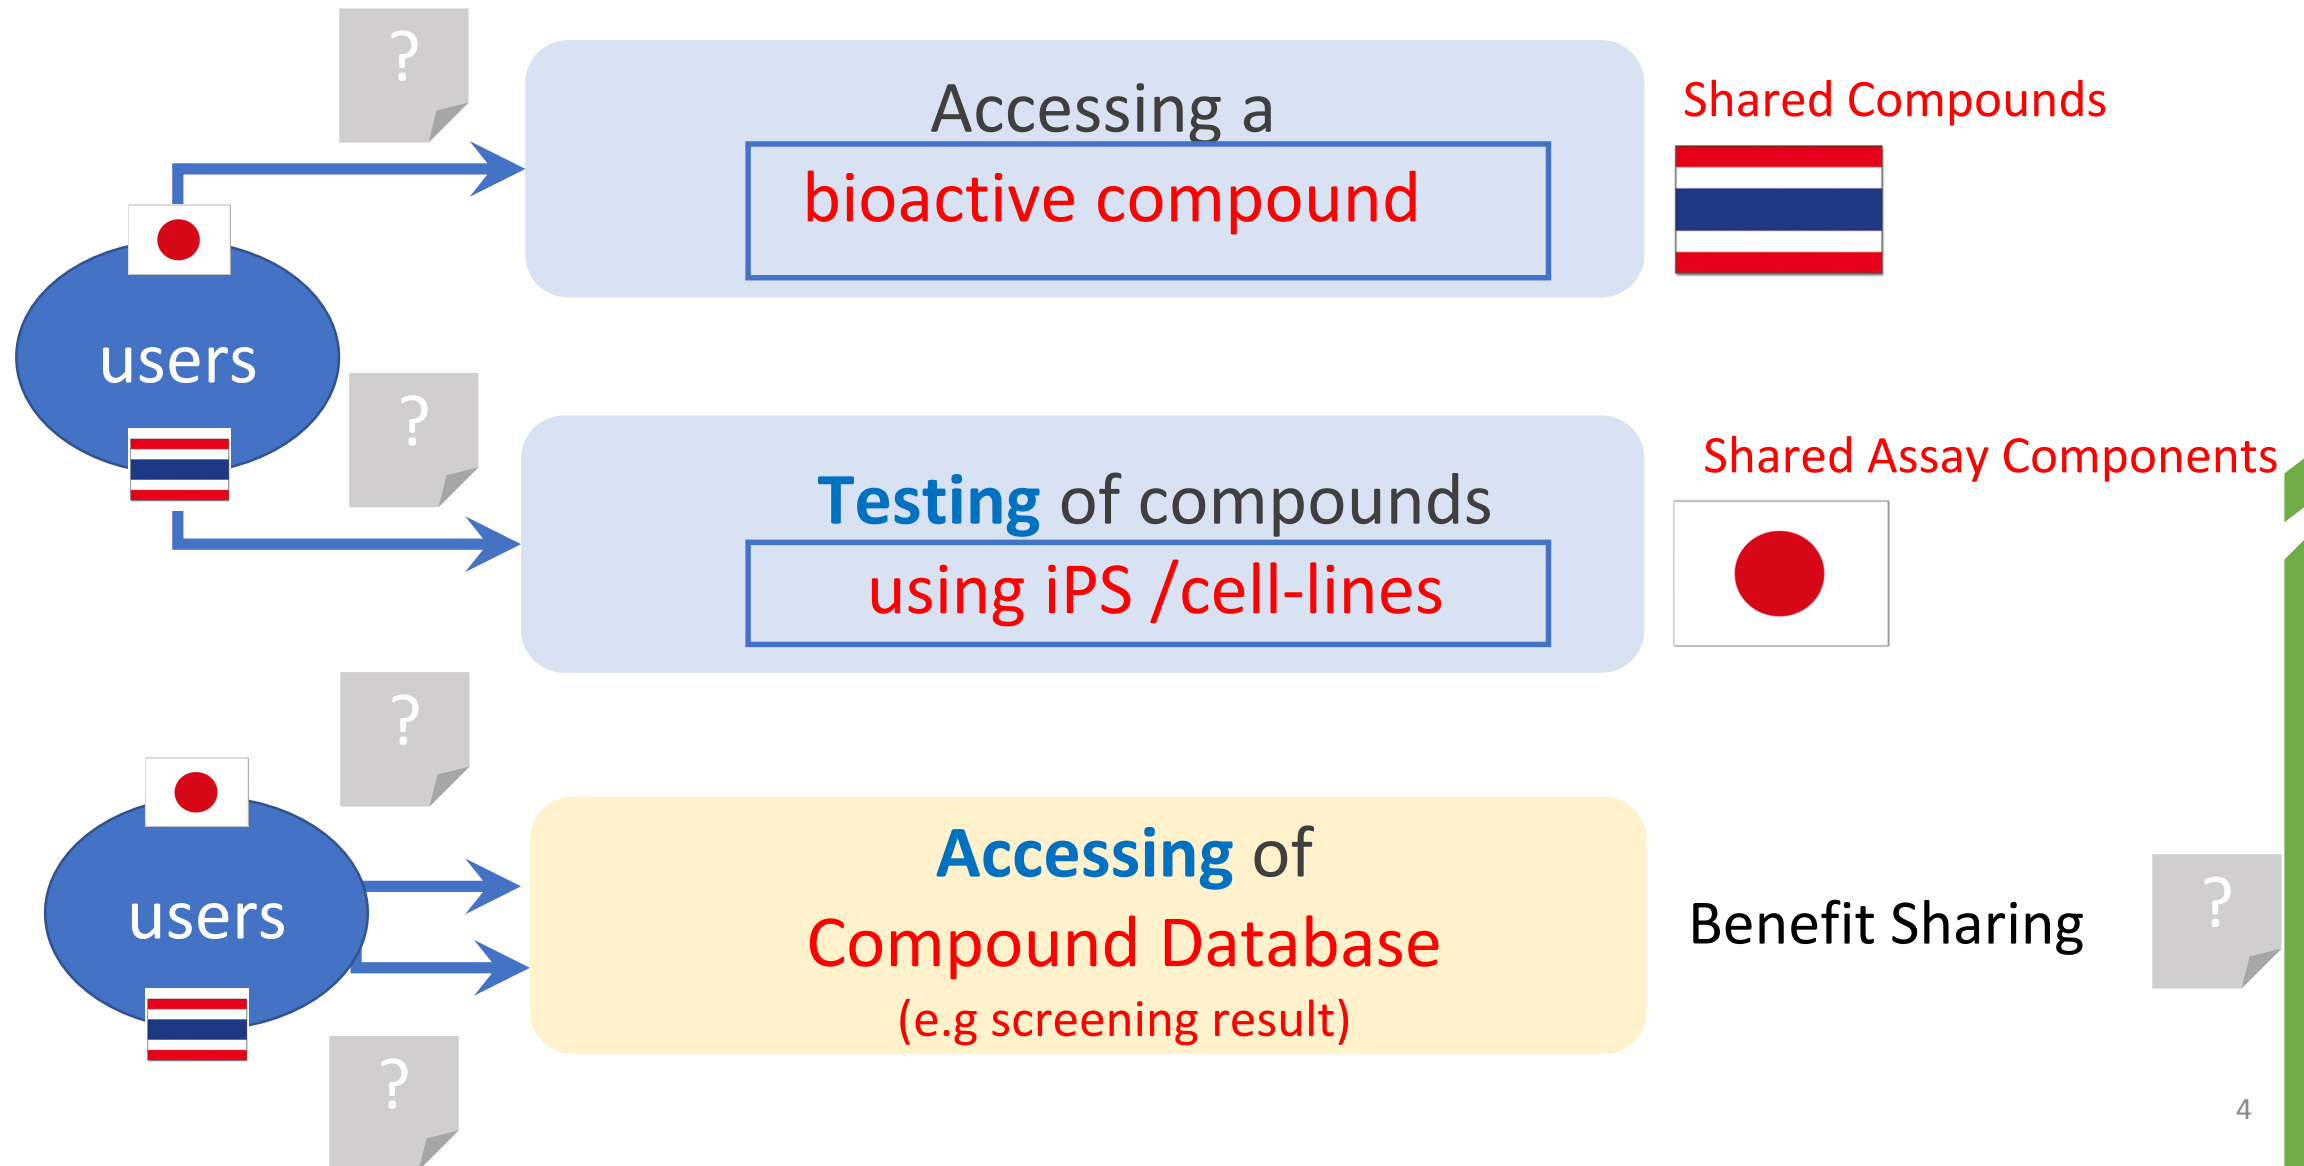 ?
Accessing a
Shared Compounds
bioactive compound
users
?
Shared Assay Components
Testing of compounds
using iPS /cell-lines
?
Accessing of
users
Compound Database
Benefit Sharing
?
(e.g screening result)
?
4